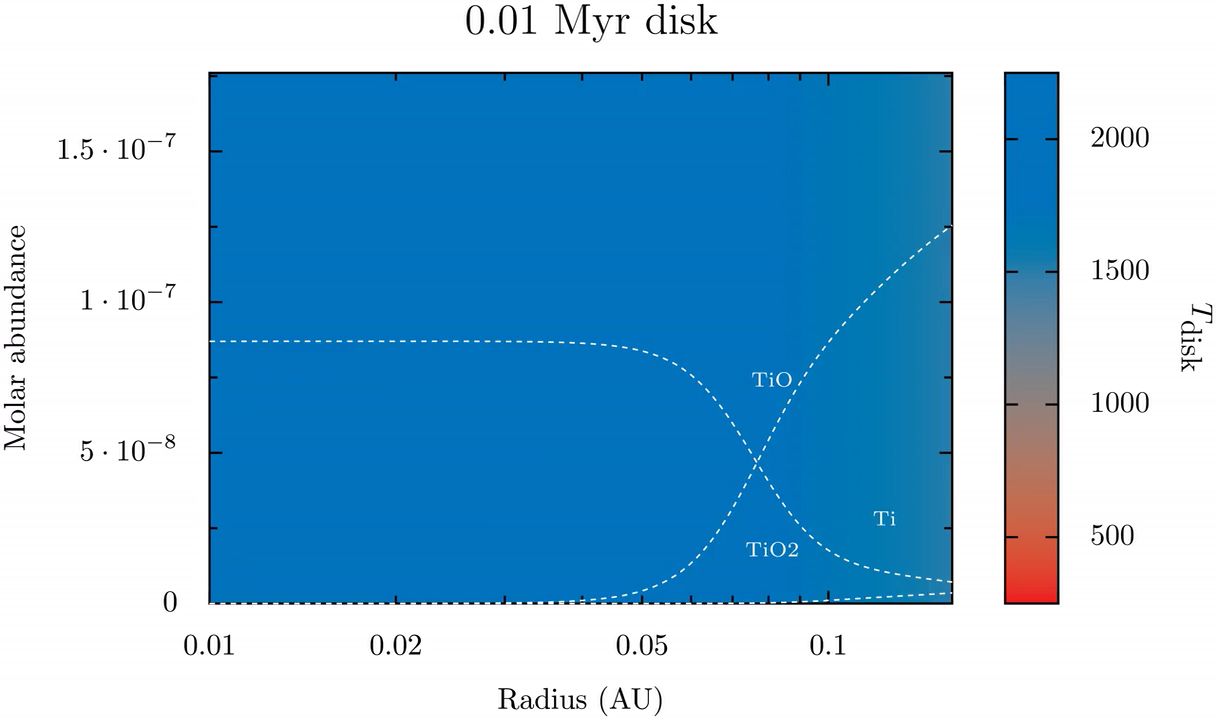 0.01 Myr disk
1.5 · 10⁻⁷
1 · 10⁻⁷
5 · 10⁻⁸
0
Molar abundance
TiO
Ti
TiO2
0.01
0.02
0.05
0.1
Radius (AU)
2000
1500
1000
500
T_disk